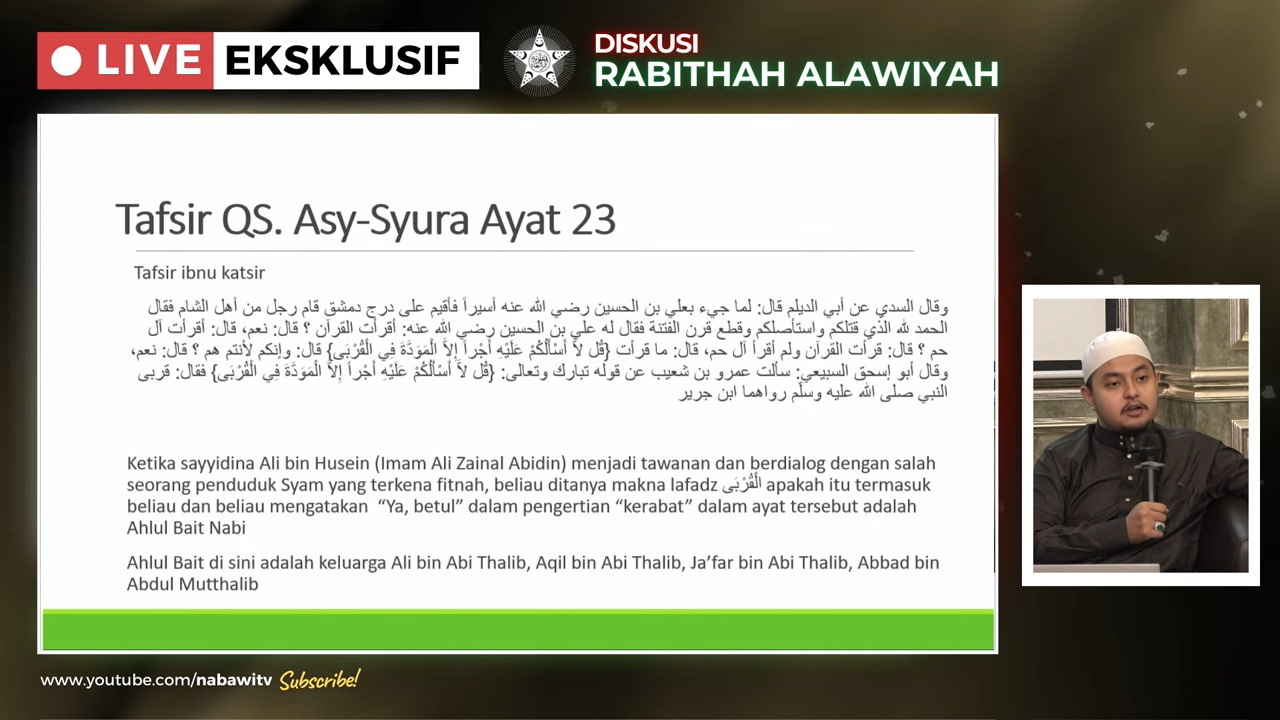 LIVE EKSKLUSIF
DISKUSI
RABITHAH ALAWIYAH
Tafsir QS. Asy-Syura Ayat 23
Tafsir ibnu katsir
وقال السدي عن أبي الديلم قال: لما جيء بعلي بن الحسين رضي الله عنه أسيراً فأقيم على درج دمشق قام رجل من أهل الشام فقال
الحمد لله الذي قتلكم واستأصلكم وقطع قرن الفتنة فقال له علي بن الحسين رضي الله عنه: أقرأت القرآن ؟ قال: نعم، قال: أقرأت آل
حم ؟ قال: قرأت القرآن ولم أقرأ آل حم، قال: ما قرأت {قُل لاَّ أَسْأَلُكُمْ عَلَيْهِ أَجْراً إِلاَّ الْمَوَدَّةَ فِي الْقُرْبَى} قال: وإنكم لأنتم هم ؟ قال: نعم،
وقال أبو إسحق السبيعي: سألت عمرو بن شعيب عن قوله تبارك وتعالى: {قُل لاَّ أَسْأَلُكُمْ عَلَيْهِ أَجْراً إِلاَّ الْمَوَدَّةَ فِي الْقُرْبَى} فقال: قربى
النبي صلى الله عليه وسلّم رواهما ابن جرير
Ketika sayyidina Ali bin Husein (Imam Ali Zainal Abidin) menjadi tawanan dan berdialog dengan salah
seorang penduduk Syam yang terkena fitnah, beliau ditanya makna lafadz الْقُرْبَى apakah itu termasuk
beliau dan beliau mengatakan “Ya, betul” dalam pengertian “kerabat” dalam ayat tersebut adalah
Ahlul Bait Nabi
Ahlul Bait di sini adalah keluarga Ali bin Abi Thalib, Aqil bin Abi Thalib, Ja’far bin Abi Thalib, Abbad bin
Abdul Mutthalib
www.youtube.com/nabawitv Subscribe!